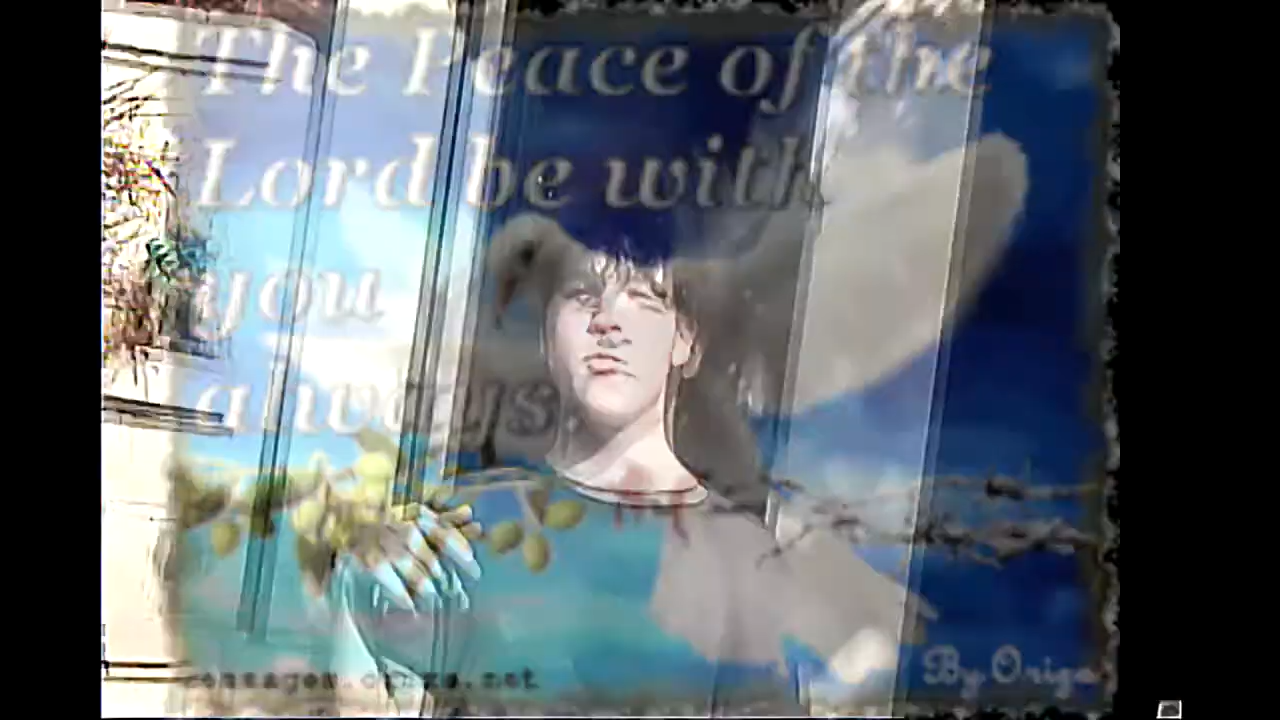 The Peace of the
Lord be with
you
always.
By Origa